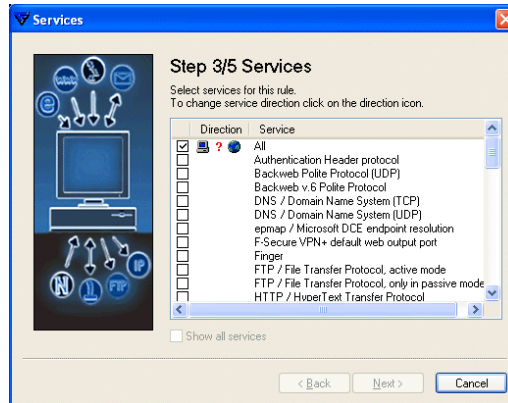 Services
Step 3/5 Services
Select services for this rule.
To change service direction click on the direction icon.
Direction Service
? All
Authentication Header protocol
Backweb Polite Protocol (UDP)
Backweb v.6 Polite Protocol
DNS / Domain Name System (TCP)
DNS / Domain Name System (UDP)
epmap / Microsoft DCE endpoint resolution
F-Secure VPN+ default web output port
Finger
FTP / File Transfer Protocol, active mode
FTP / File Transfer Protocol, only in passive mode
HTTP / HyperText Transfer Protocol
Show all services
< Back Next > Cancel
www
e
IP
N
FTP